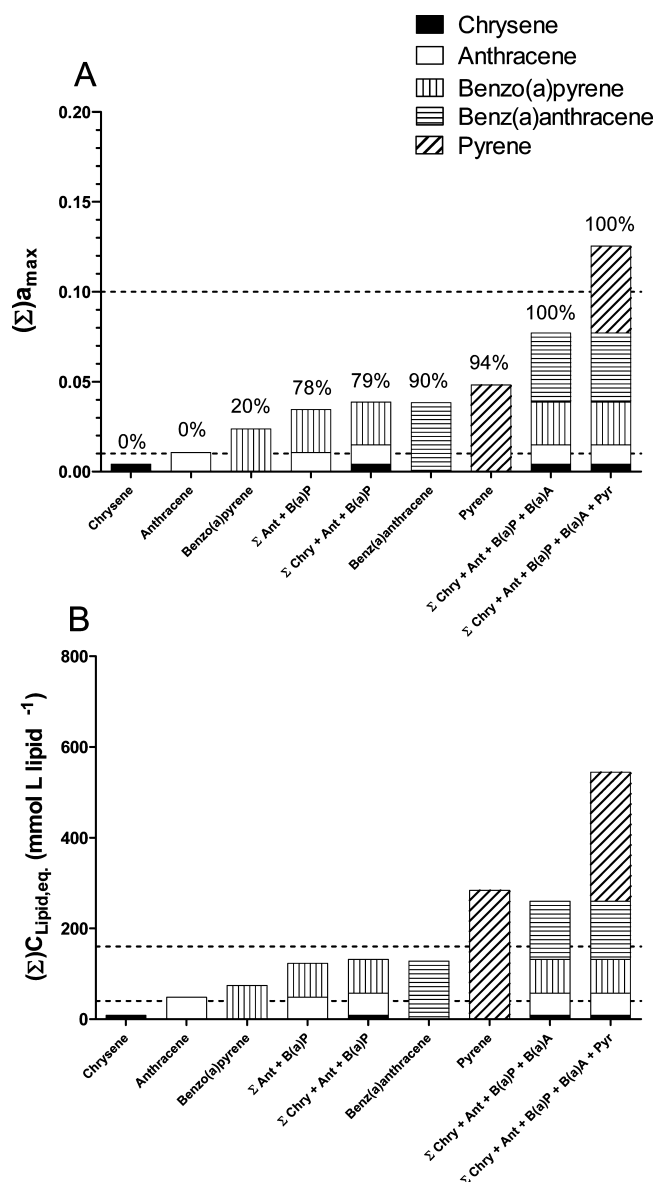 Chrysene
Anthracene
Benzo(a)pyrene
Benz(a)anthracene
Pyrene
A
(Σ)amax
0.20
0.15
0.10
0.05
0.00
0%
0%
20%
78%
79%
90%
94%
100%
100%
Chrysene
Anthracene
Benzo(a)pyrene
Σ Ant + B(a)P
Σ Chry + Ant + B(a)P
Benz(a)anthracene
Pyrene
Σ Chry + Ant + B(a)P + B(a)A
Σ Chry + Ant + B(a)P + B(a)A + Pyr
B
(Σ)CLipid,eq. (mmol L lipid -1)
800
600
400
200
0
Chrysene
Anthracene
Benzo(a)pyrene
Σ Ant + B(a)P
Σ Chry + Ant + B(a)P
Benz(a)anthracene
Pyrene
Σ Chry + Ant + B(a)P + B(a)A
Σ Chry + Ant + B(a)P + B(a)A + Pyr